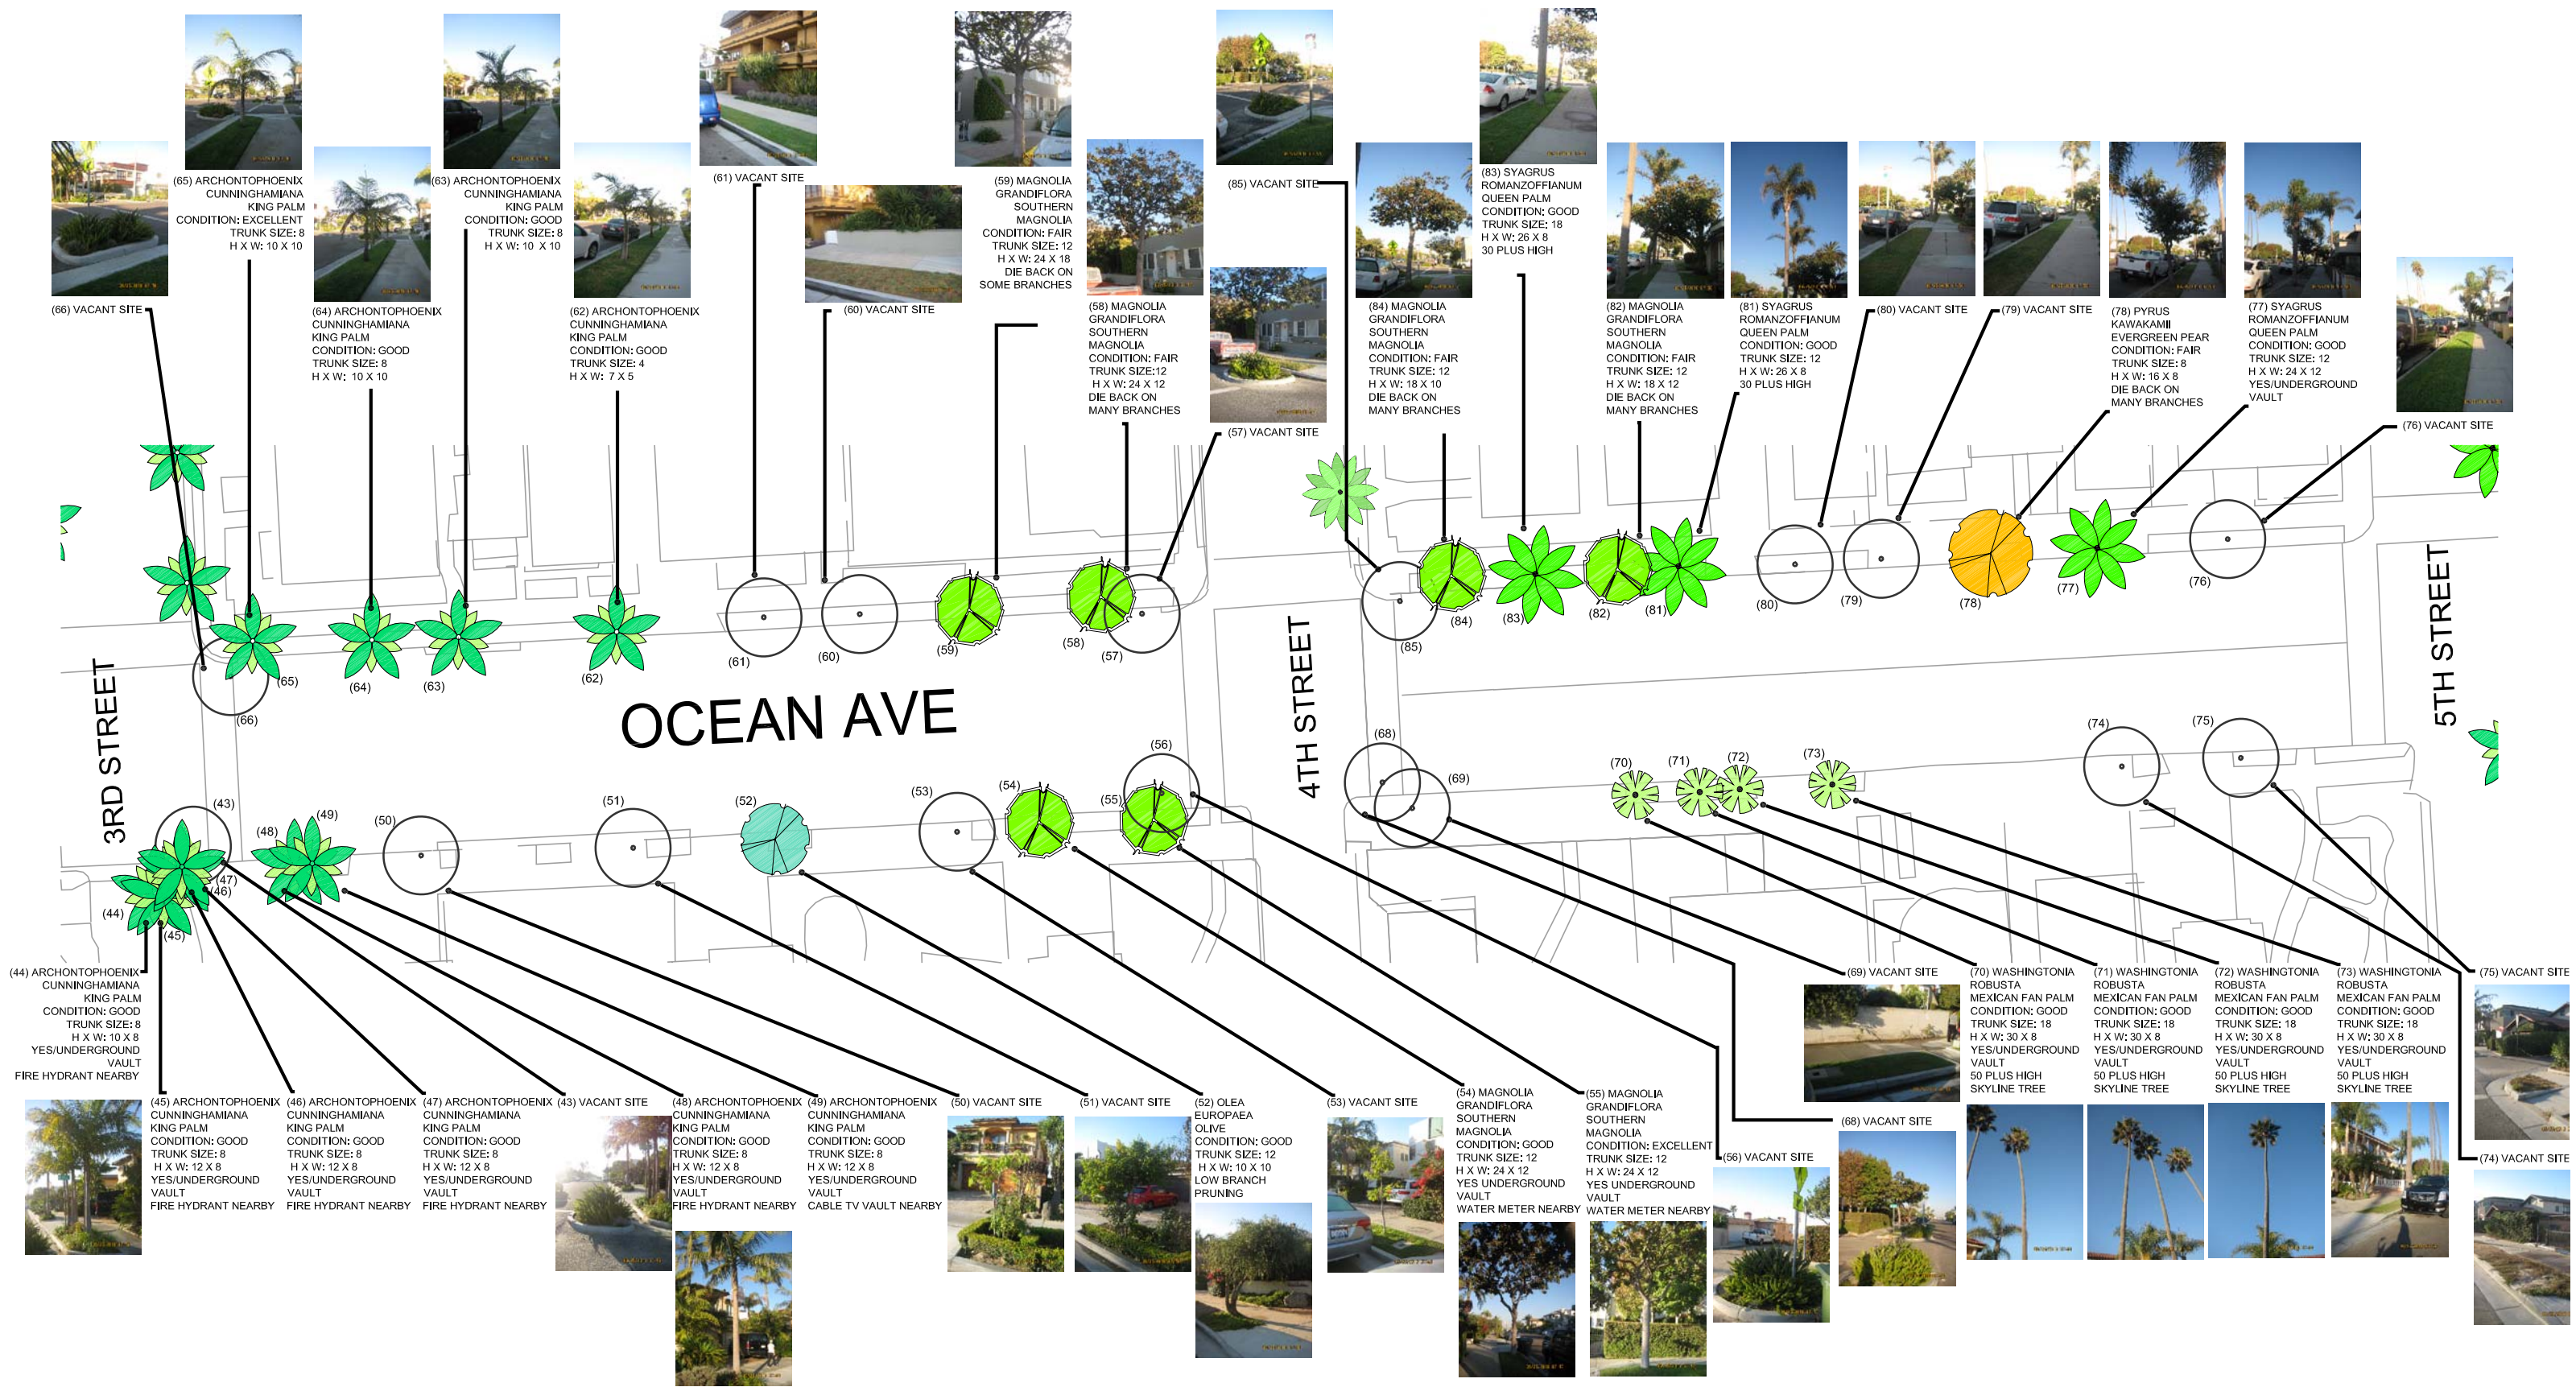 (65) ARCHONTOPHOENIX
CUNNINGHAMIANA
KING PALM
CONDITION: EXCELLENT
TRUNK SIZE: 8
H X W: 10 X 10
(63) ARCHONTOPHOENIX
CUNNINGHAMIANA
KING PALM
CONDITION: GOOD
TRUNK SIZE: 8
H X W: 10 X 10
(61) VACANT SITE
(59) MAGNOLIA
GRANDIFLORA
SOUTHERN
MAGNOLIA
CONDITION: FAIR
TRUNK SIZE: 12
H X W: 24 X 18
DIE BACK ON
SOME BRANCHES
(85) VACANT SITE
(83) SYAGRUS
ROMANZOFFIANUM
QUEEN PALM
CONDITION: GOOD
TRUNK SIZE: 18
H X W: 26 X 8
30 PLUS HIGH
(66) VACANT SITE
(64) ARCHONTOPHOENIX
CUNNINGHAMIANA
KING PALM
CONDITION: GOOD
TRUNK SIZE: 8
H X W: 10 X 10
(62) ARCHONTOPHOENIX
CUNNINGHAMIANA
KING PALM
CONDITION: GOOD
TRUNK SIZE: 4
H X W: 7 X 5
(60) VACANT SITE
(58) MAGNOLIA
GRANDIFLORA
SOUTHERN
MAGNOLIA
CONDITION: FAIR
TRUNK SIZE:12
H X W: 24 X 12
DIE BACK ON
MANY BRANCHES
(57) VACANT SITE
(84) MAGNOLIA
GRANDIFLORA
SOUTHERN
MAGNOLIA
CONDITION: FAIR
TRUNK SIZE: 12
H X W: 18 X 10
DIE BACK ON
MANY BRANCHES
(82) MAGNOLIA
GRANDIFLORA
SOUTHERN
MAGNOLIA
CONDITION: FAIR
TRUNK SIZE: 12
H X W: 18 X 12
DIE BACK ON
MANY BRANCHES
(81) SYAGRUS
ROMANZOFFIANUM
QUEEN PALM
CONDITION: GOOD
TRUNK SIZE: 12
H X W: 26 X 8
30 PLUS HIGH
(80) VACANT SITE
(79) VACANT SITE
(78) PYRUS
KAWAKAMII
EVERGREEN PEAR
CONDITION: FAIR
TRUNK SIZE: 8
H X W: 16 X 8
DIE BACK ON
MANY BRANCHES
(77) SYAGRUS
ROMANZOFFIANUM
QUEEN PALM
CONDITION: GOOD
TRUNK SIZE: 12
H X W: 24 X 12
YES/UNDERGROUND
VAULT
(76) VACANT SITE
(66)
(65)
(64)
(63)
(62)
(61)
(60)
(59)
(58)
(57)
(85)
(84)
(83)
(82)
(81)
(80)
(79)
(78)
(77)
(76)
3RD STREET
OCEAN AVE
4TH STREET
5TH STREET
(43)
(44)
(45)
(46)
(47)
(48)
(49)
(50)
(51)
(52)
(53)
(54)
(55)
(56)
(68)
(69)
(70)
(71)
(72)
(73)
(74)
(75)
(44) ARCHONTOPHOENIX
CUNNINGHAMIANA
KING PALM
CONDITION: GOOD
TRUNK SIZE: 8
H X W: 10 X 8
YES/UNDERGROUND
VAULT
FIRE HYDRANT NEARBY
(69) VACANT SITE
(70) WASHINGTONIA
ROBUSTA
MEXICAN FAN PALM
CONDITION: GOOD
TRUNK SIZE: 18
H X W: 30 X 8
YES/UNDERGROUND
VAULT
50 PLUS HIGH
SKYLINE TREE
(71) WASHINGTONIA
ROBUSTA
MEXICAN FAN PALM
CONDITION: GOOD
TRUNK SIZE: 18
H X W: 30 X 8
YES/UNDERGROUND
VAULT
50 PLUS HIGH
SKYLINE TREE
(72) WASHINGTONIA
ROBUSTA
MEXICAN FAN PALM
CONDITION: GOOD
TRUNK SIZE: 18
H X W: 30 X 8
YES/UNDERGROUND
VAULT
50 PLUS HIGH
SKYLINE TREE
(73) WASHINGTONIA
ROBUSTA
MEXICAN FAN PALM
CONDITION: GOOD
TRUNK SIZE: 18
H X W: 30 X 8
YES/UNDERGROUND
VAULT
50 PLUS HIGH
SKYLINE TREE
(75) VACANT SITE
(45) ARCHONTOPHOENIX
CUNNINGHAMIANA
KING PALM
CONDITION: GOOD
TRUNK SIZE: 8
H X W: 12 X 8
YES/UNDERGROUND
VAULT
FIRE HYDRANT NEARBY
(46) ARCHONTOPHOENIX
CUNNINGHAMIANA
KING PALM
CONDITION: GOOD
TRUNK SIZE: 8
H X W: 12 X 8
YES/UNDERGROUND
VAULT
FIRE HYDRANT NEARBY
(47) ARCHONTOPHOENIX
CUNNINGHAMIANA
KING PALM
CONDITION: GOOD
TRUNK SIZE: 8
H X W: 12 X 8
YES/UNDERGROUND
VAULT
FIRE HYDRANT NEARBY
(43) VACANT SITE
(48) ARCHONTOPHOENIX
CUNNINGHAMIANA
KING PALM
CONDITION: GOOD
TRUNK SIZE: 8
H X W: 12 X 8
YES/UNDERGROUND
VAULT
FIRE HYDRANT NEARBY
(49) ARCHONTOPHOENIX
CUNNINGHAMIANA
KING PALM
CONDITION: GOOD
TRUNK SIZE: 8
H X W: 12 X 8
YES/UNDERGROUND
VAULT
CABLE TV VAULT NEARBY
(50) VACANT SITE
(51) VACANT SITE
(52) OLEA
EUROPAEA
OLIVE
CONDITION: GOOD
TRUNK SIZE: 12
H X W: 10 X 10
LOW BRANCH
PRUNING
(53) VACANT SITE
(54) MAGNOLIA
GRANDIFLORA
SOUTHERN
MAGNOLIA
CONDITION: GOOD
TRUNK SIZE: 12
H X W: 24 X 12
YES UNDERGROUND
VAULT
WATER METER NEARBY
(55) MAGNOLIA
GRANDIFLORA
SOUTHERN
MAGNOLIA
CONDITION: EXCELLENT
TRUNK SIZE: 12
H X W: 24 X 12
YES UNDERGROUND
VAULT
WATER METER NEARBY
(56) VACANT SITE
(68) VACANT SITE
(74) VACANT SITE